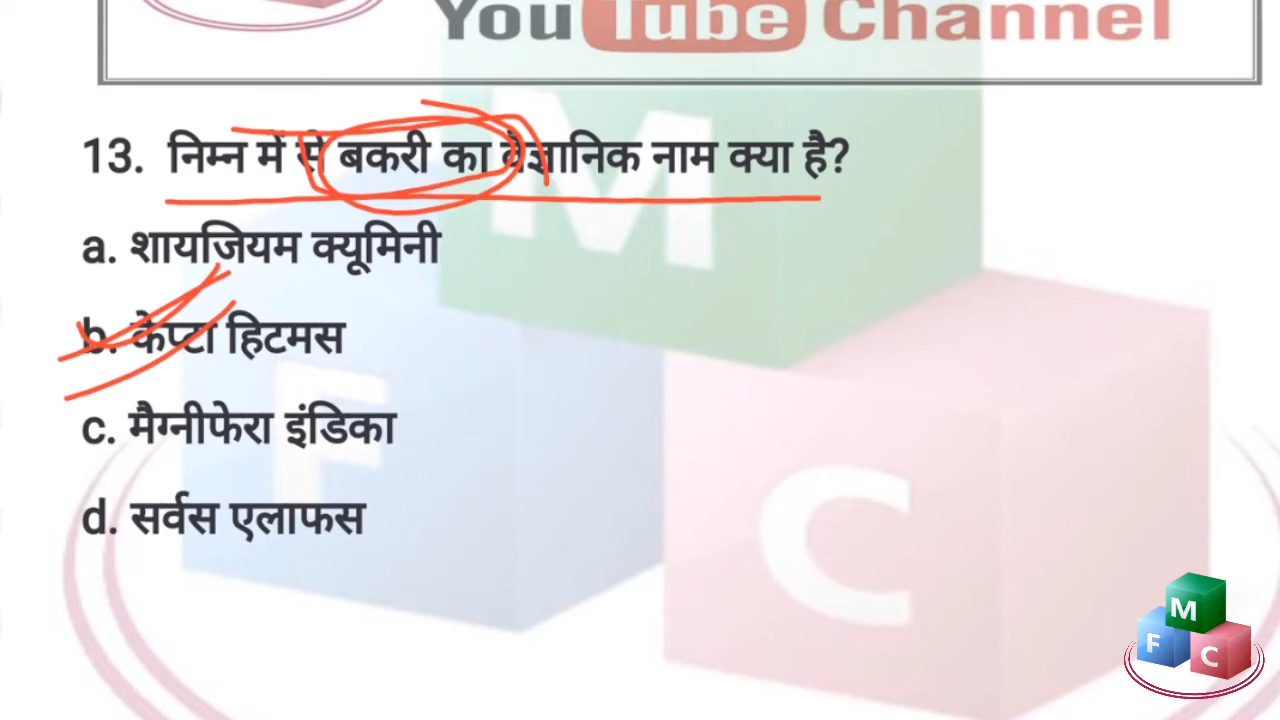 YouTube Channel
13. निम्न में से बकरी का वैज्ञानिक नाम क्या है?
a. शायजियम क्यूमिनी
b. केप्टा हिटमस
c. मैग्नीफेरा इंडिका
d. सर्वस एलाफस
M
F
C
M
F
C